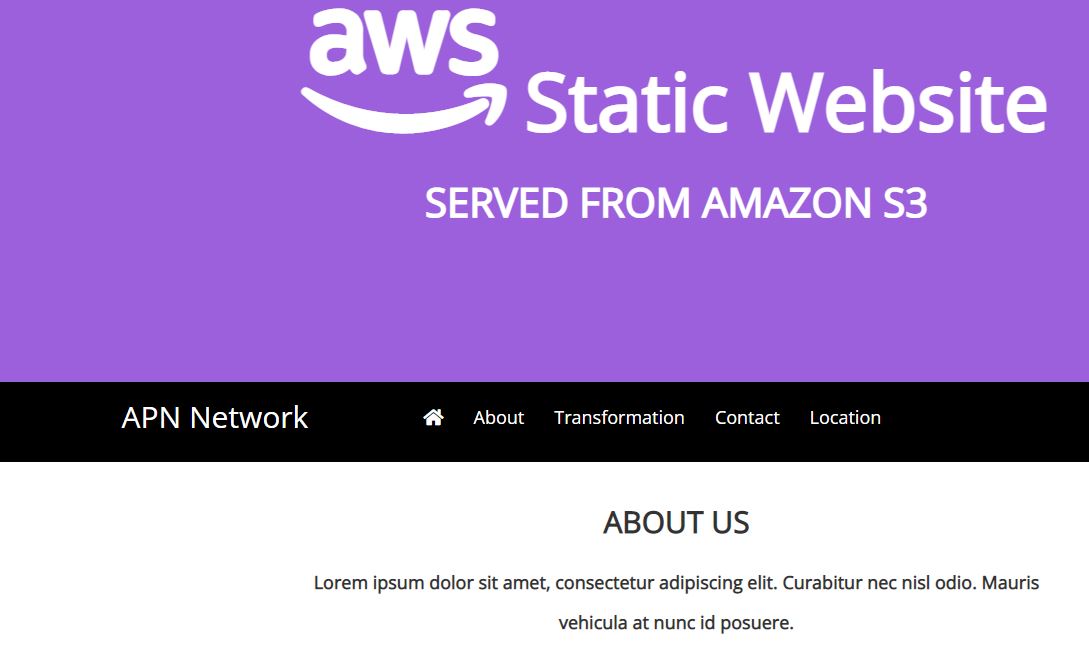 aws
Static Website
SERVED FROM AMAZON S3
APN Network
About Transformation Contact Location
ABOUT US
Lorem ipsum dolor sit amet, consectetur adipiscing elit. Curabitur nec nisl odio. Mauris
vehicula at nunc id posuere.